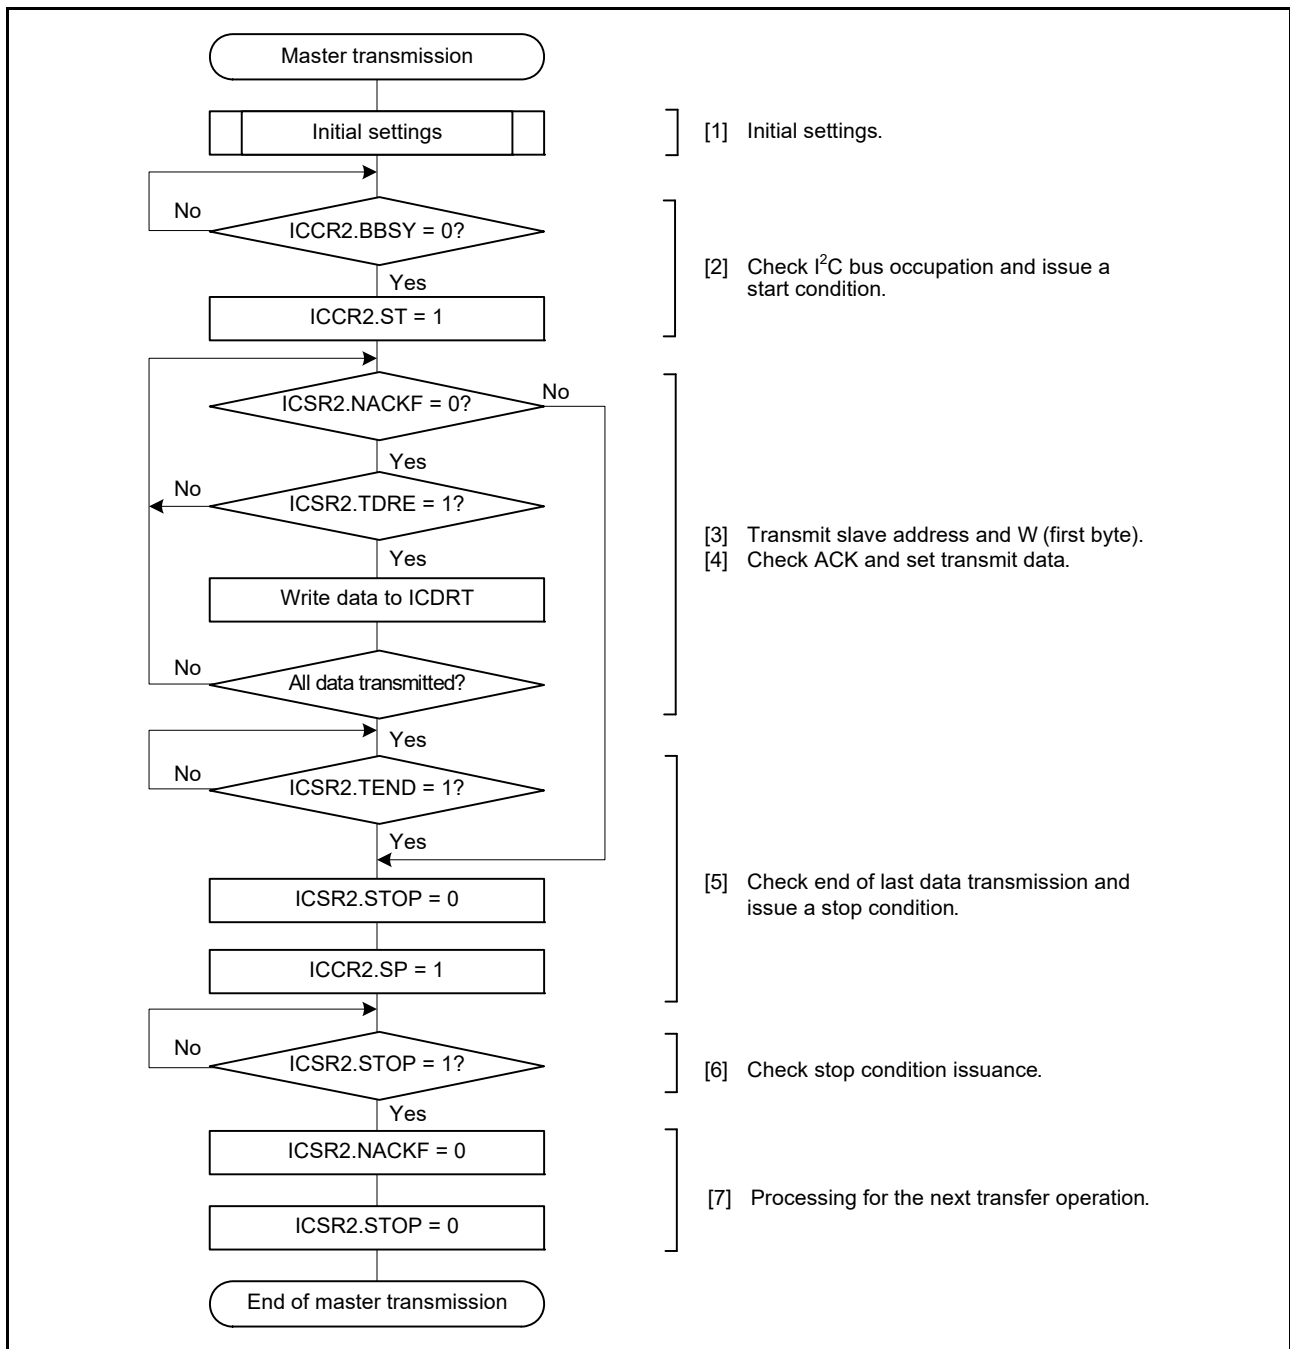 Master transmission
Initial settings
[1] Initial settings.
No
ICCR2.BBSY = 0?
Yes
[2] Check I²C bus occupation and issue a
start condition.
ICCR2.ST = 1
ICSR2.NACKF = 0?
No
Yes
No
ICSR2.TDRE = 1?
Yes
[3] Transmit slave address and W (first byte).
[4] Check ACK and set transmit data.
Write data to ICDRT
No
All data transmitted?
Yes
No
ICSR2.TEND = 1?
Yes
ICSR2.STOP = 0
[5] Check end of last data transmission and
issue a stop condition.
ICCR2.SP = 1
No
ICSR2.STOP = 1?
[6] Check stop condition issuance.
Yes
ICSR2.NACKF = 0
[7] Processing for the next transfer operation.
ICSR2.STOP = 0
End of master transmission